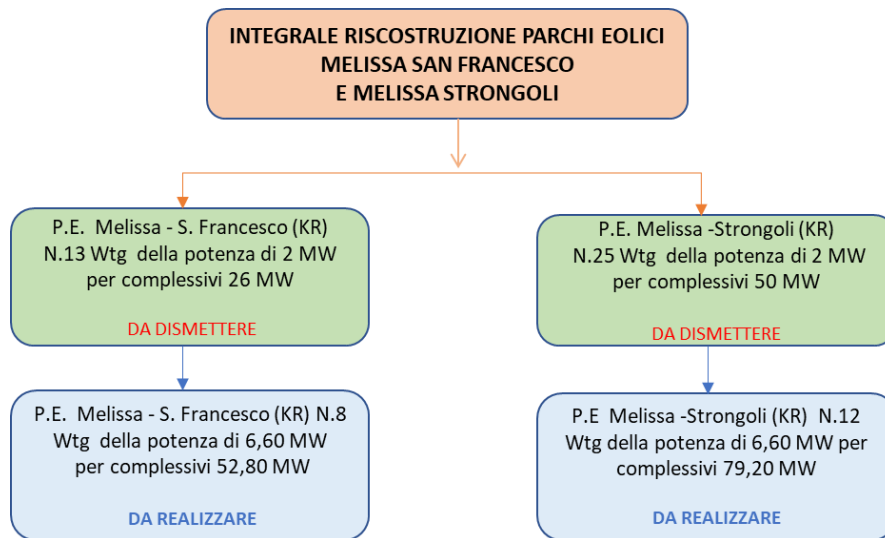 INTEGRALE RISCOSTRUZIONE PARCHI EOLICI
MELISSA SAN FRANCESCO
E MELISSA STRONGOLI
P.E. Melissa - S. Francesco (KR)
N.13 Wtg della potenza di 2 MW
per complessivi 26 MW
DA DISMETTERE
P.E. Melissa -Strongoli (KR)
N.25 Wtg della potenza di 2 MW
per complessivi 50 MW
DA DISMETTERE
P.E. Melissa - S. Francesco (KR) N.8
Wtg della potenza di 6,60 MW
per complessivi 52,80 MW
DA REALIZZARE
P.E Melissa -Strongoli (KR) N.12
Wtg della potenza di 6,60 MW per
complessivi 79,20 MW
DA REALIZZARE